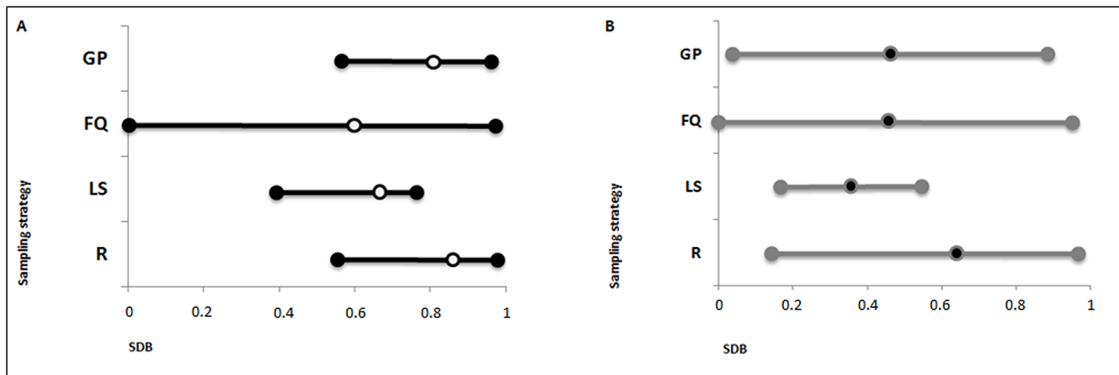 A
GP
FQ
LS
R
Sampling strategy
0 0.2 0.4 0.6 0.8 1
SDB
B
GP
FQ
LS
R
Sampling strategy
0 0.2 0.4 0.6 0.8 1
SDB